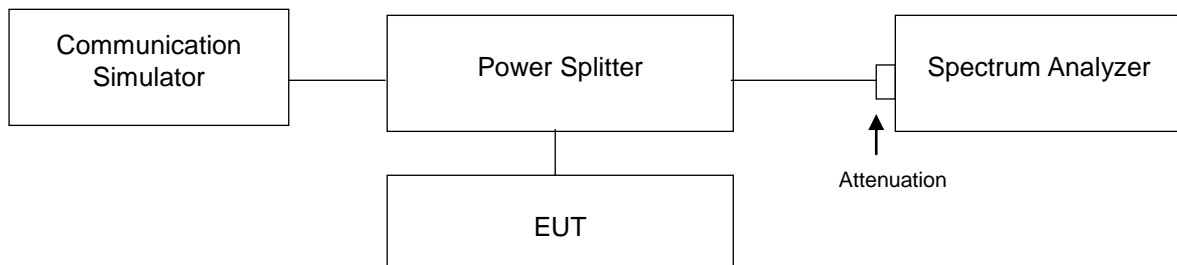 Communication
Simulator
Power Splitter
Spectrum Analyzer
Attenuation
EUT